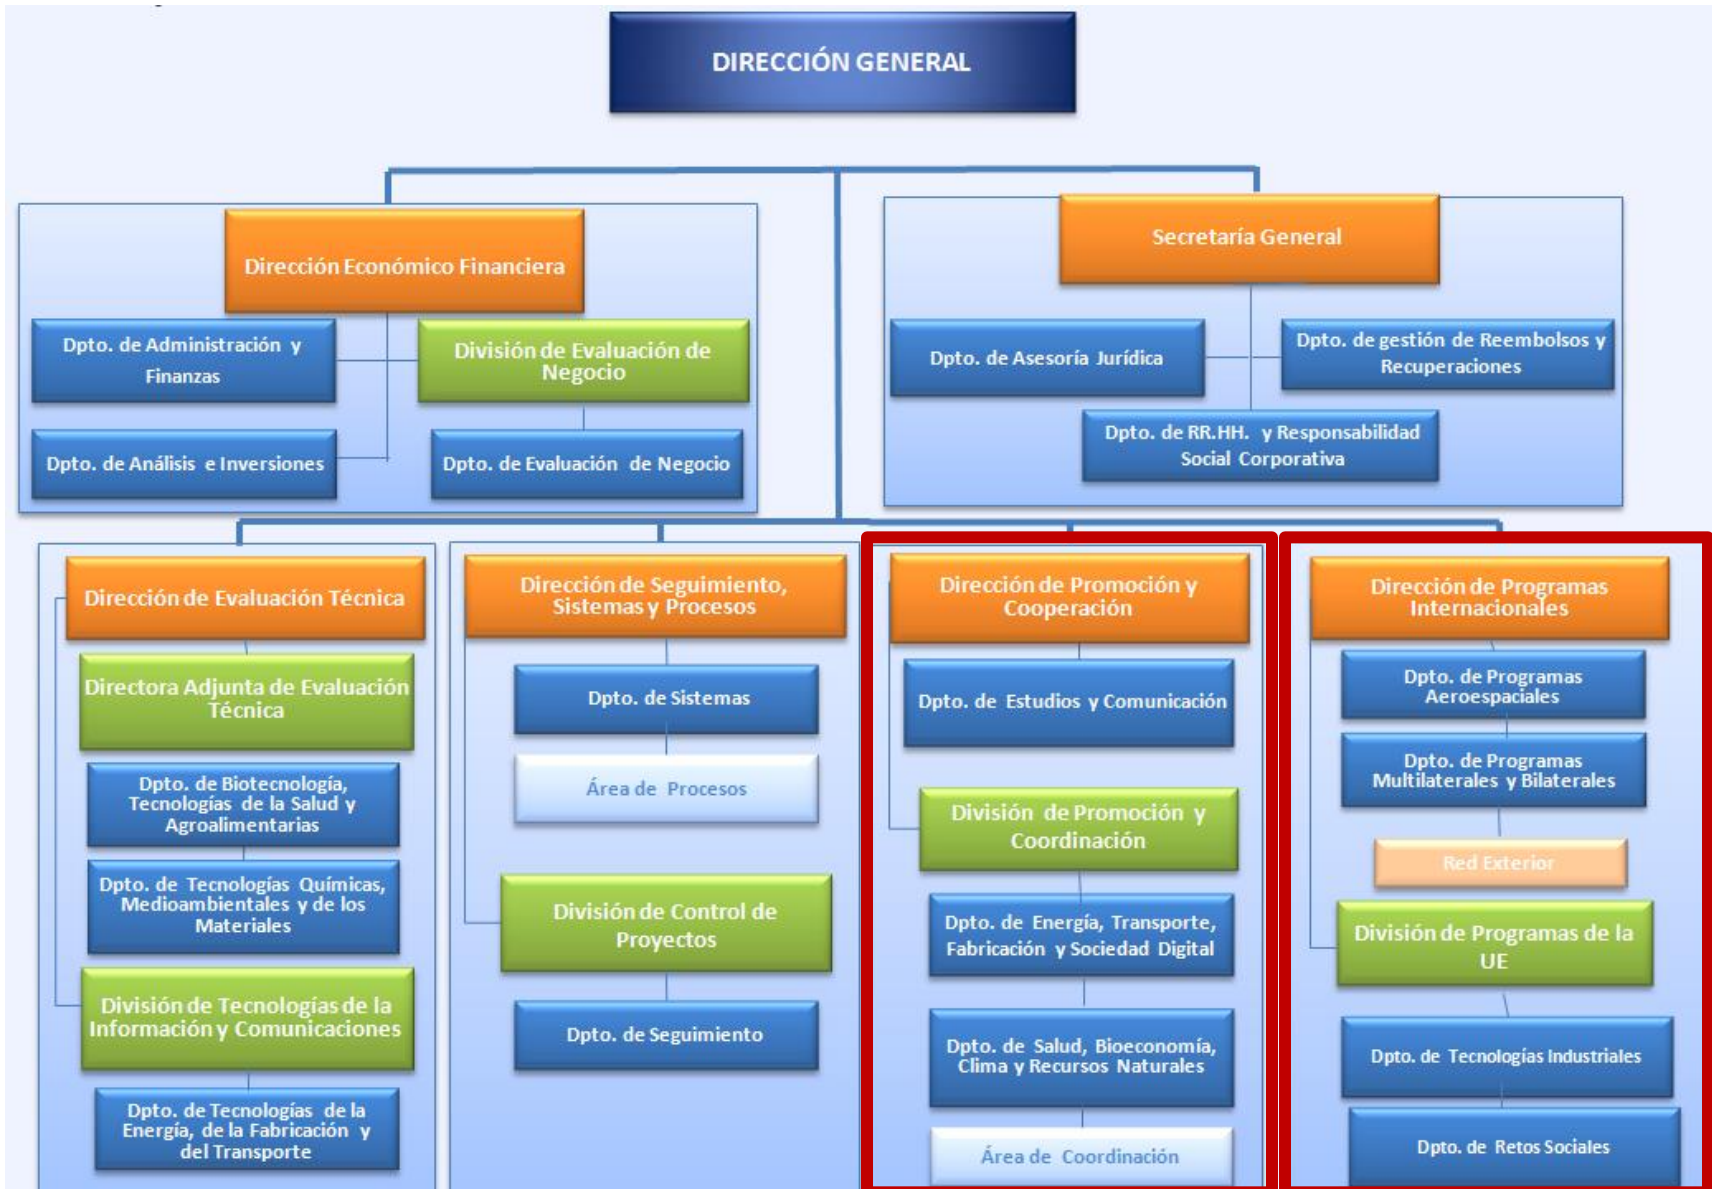 DIRECCIÓN GENERAL
Dirección Económico Financiera
Dpto. de Administración y
Finanzas
División de Evaluación de
Negocio
Dpto. de Análisis e Inversiones
Dpto. de Evaluación de Negocio
Secretaría General
Dpto. de Asesoría Jurídica
Dpto. de gestión de Reembolsos y
Recuperaciones
Dpto. de RR.HH. y Responsabilidad
Social Corporativa
Dirección de Evaluación Técnica
Directora Adjunta de Evaluación
Técnica
Dpto. de Biotecnología,
Tecnologías de la Salud y
Agroalimentarias
Dpto. de Tecnologías Químicas,
Medioambientales y de los
Materiales
División de Tecnologías de la
Información y Comunicaciones
Dpto. de Tecnologías de la
Energía, de la Fabricación y
del Transporte
Dirección de Seguimiento,
Sistemas y Procesos
Dpto. de Sistemas
Área de Procesos
División de Control de
Proyectos
Dpto. de Seguimiento
Dirección de Promoción y
Cooperación
Dpto. de Estudios y Comunicación
División de Promoción y
Coordinación
Dpto. de Energía, Transporte,
Fabricación y Sociedad Digital
Dpto. de Salud, Bioeconomía,
Clima y Recursos Naturales
Área de Coordinación
Dirección de Programas
Internacionales
Dpto. de Programas
Aeroespaciales
Dpto. de Programas
Multilaterales y Bilaterales
Red Exterior
División de Programas de la
UE
Dpto. de Tecnologías Industriales
Dpto. de Retos Sociales